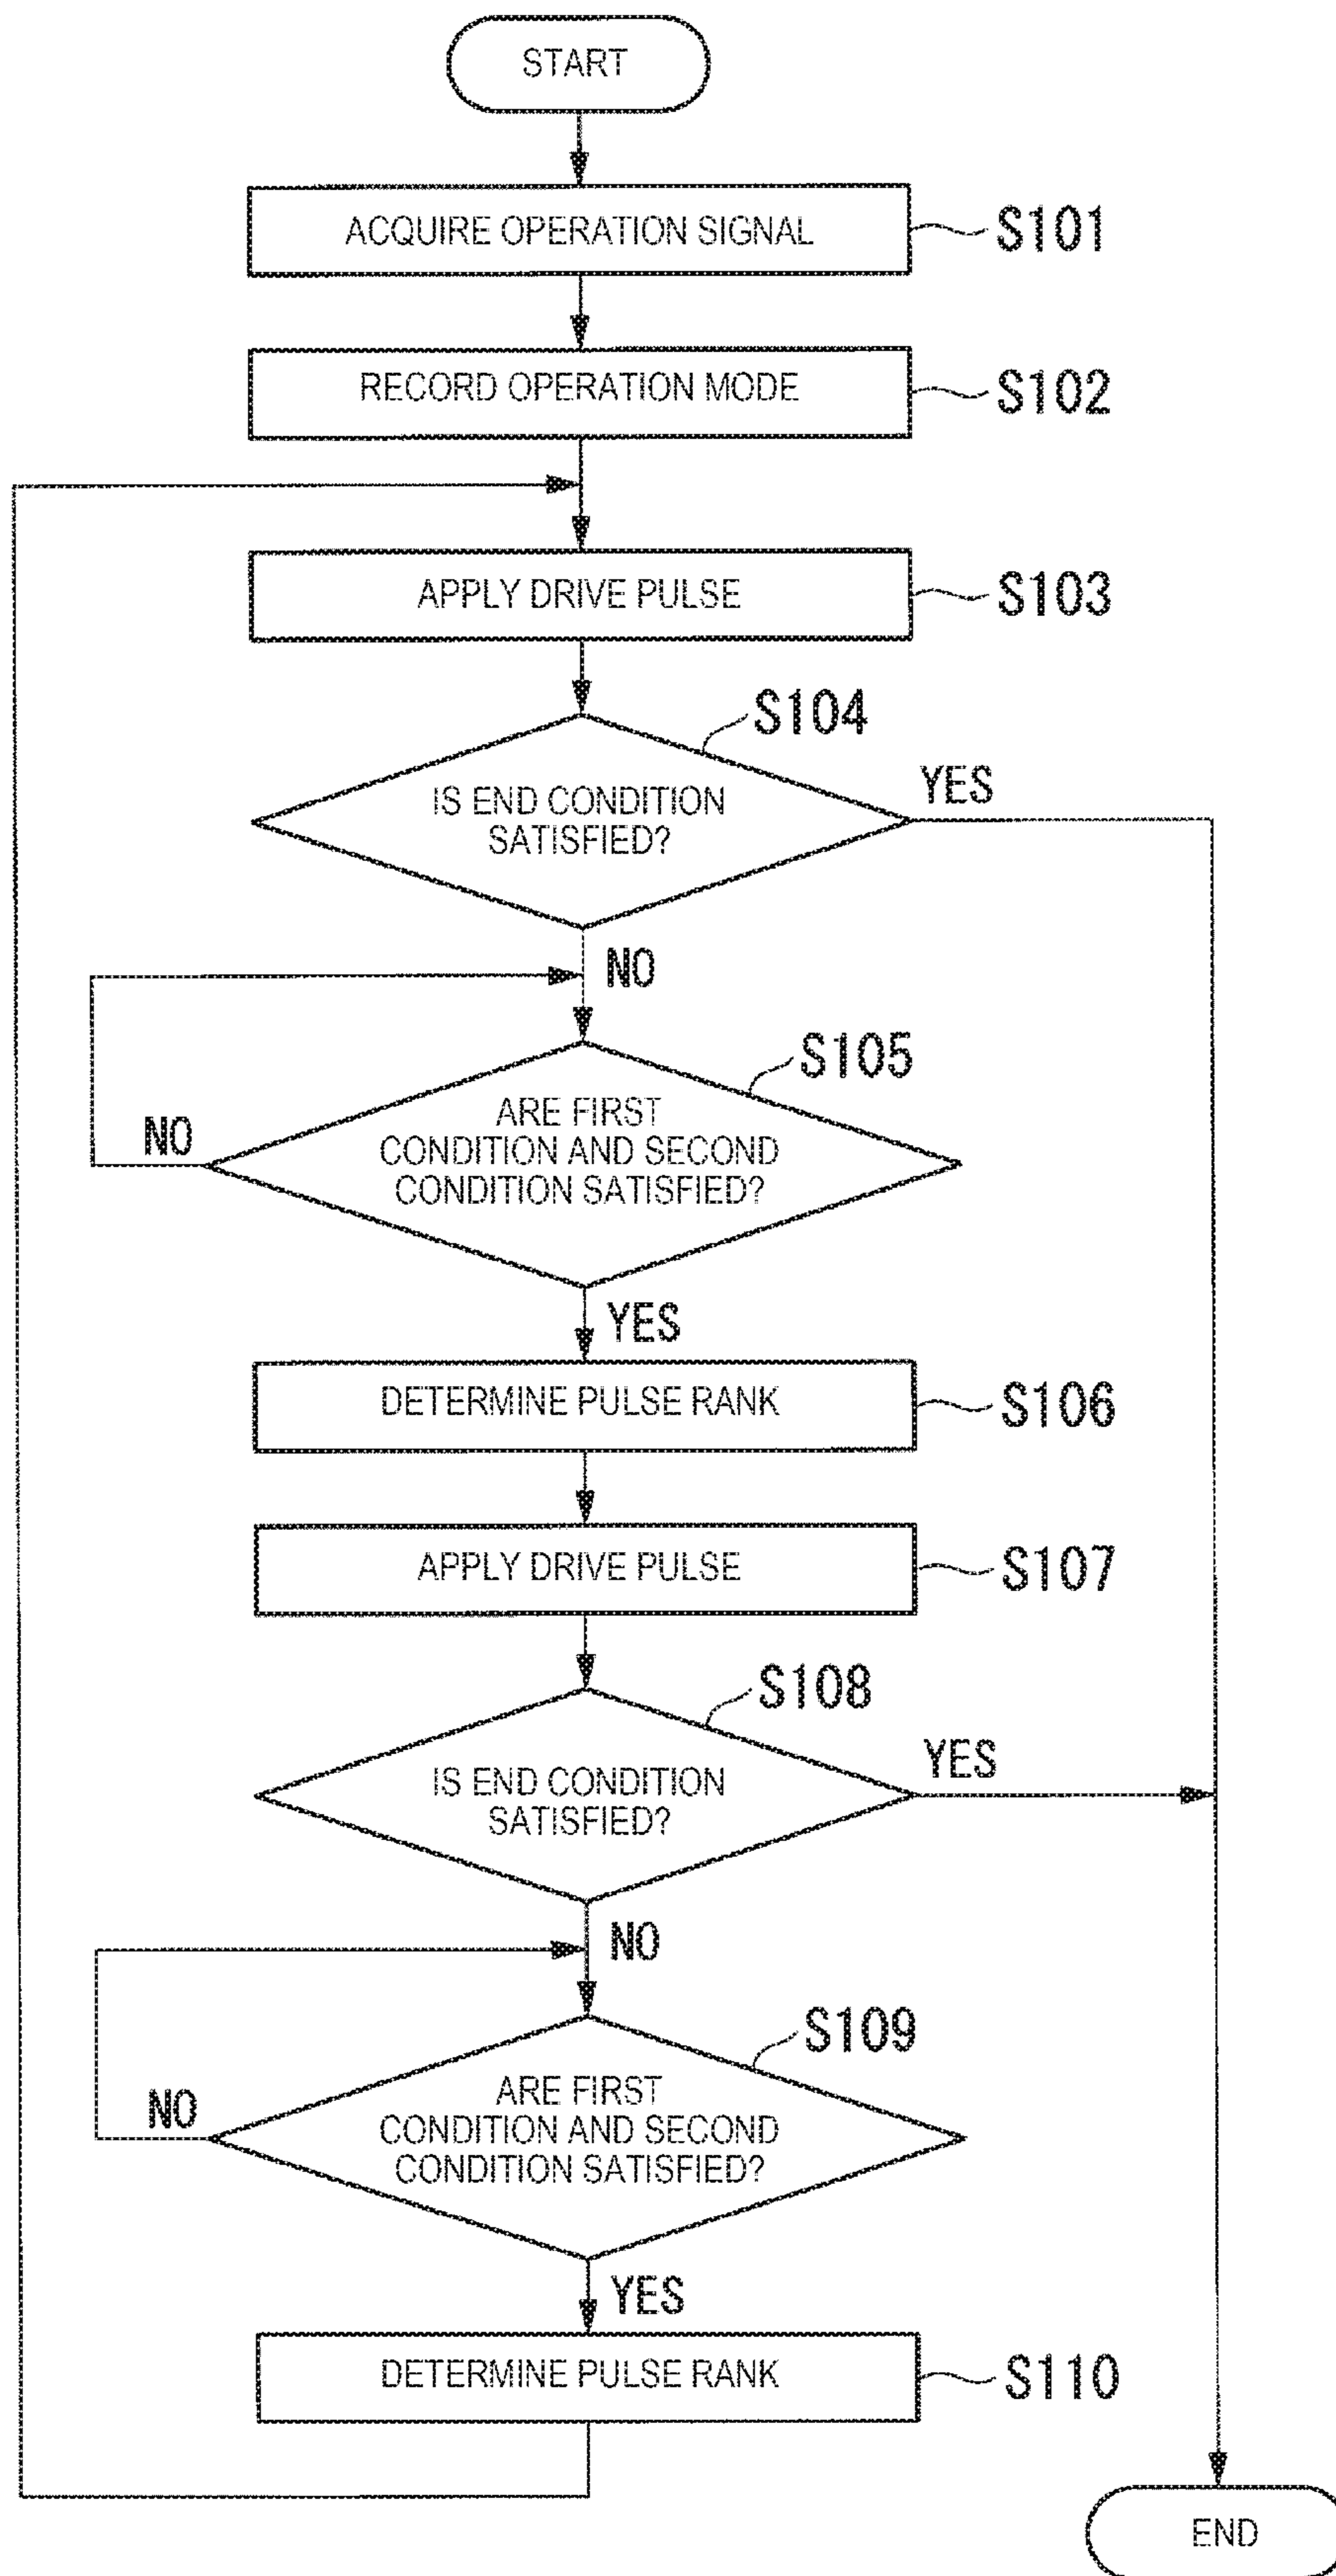 START
ACQUIRE OPERATION SIGNAL
S101
RECORD OPERATION MODE
S102
APPLY DRIVE PULSE
S103
S104
IS END CONDITION
SATISFIED?
YES
NO
S105
ARE FIRST
CONDITION AND SECOND
CONDITION SATISFIED?
NO
YES
DETERMINE PULSE RANK
S106
APPLY DRIVE PULSE
S107
S108
IS END CONDITION
SATISFIED?
YES
NO
S109
ARE FIRST
CONDITION AND SECOND
CONDITION SATISFIED?
NO
YES
DETERMINE PULSE RANK
S110
END